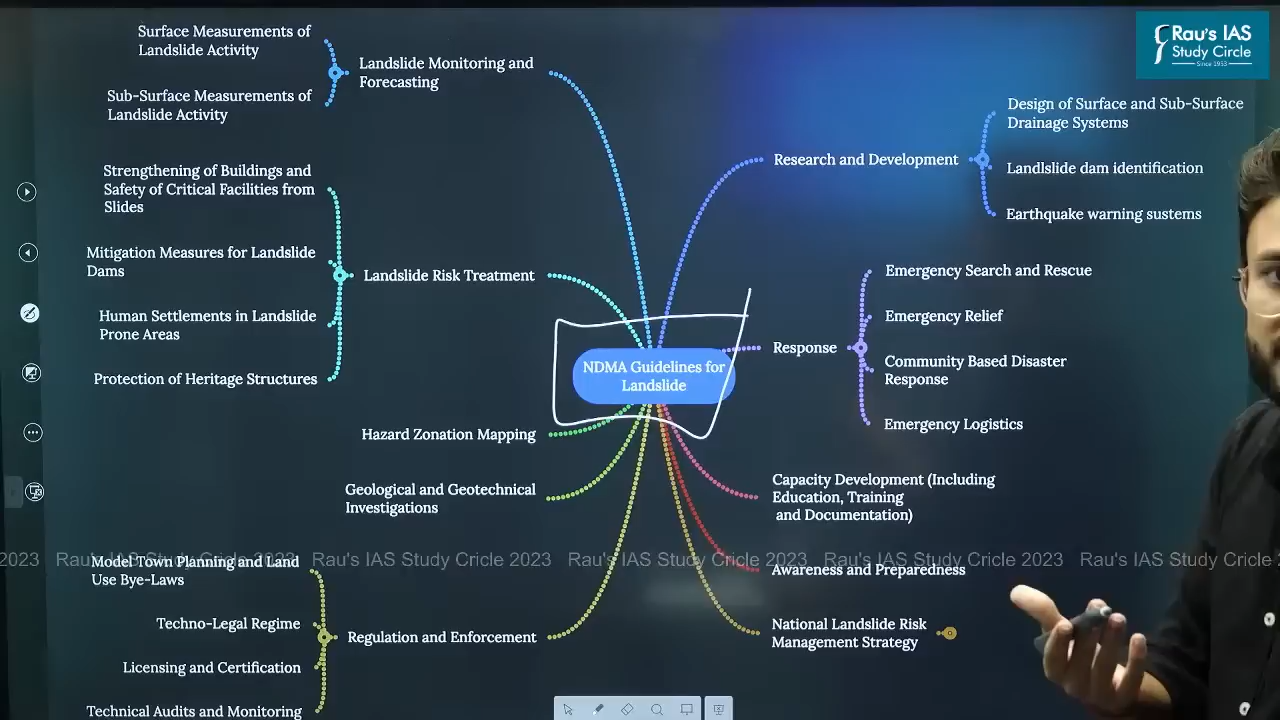 Rau's IAS
Study Circle
Since 1953
Surface Measurements of
Landslide Activity
Sub-Surface Measurements of
Landslide Activity
Landslide Monitoring and
Forecasting
Strengthening of Buildings and
Safety of Critical Facilities from
Slides
Mitigation Measures for Landslide
Dams
Human Settlements in Landslide
Prone Areas
Protection of Heritage Structures
Landslide Risk Treatment
Hazard Zonation Mapping
Geological and Geotechnical
Investigations
Model Town Planning and Land
Use Bye-Laws
Techno-Legal Regime
Licensing and Certification
Technical Audits and Monitoring
Regulation and Enforcement
NDMA Guidelines for
Landslide
Research and Development
Design of Surface and Sub-Surface
Drainage Systems
Landlslide dam identification
Earthquake warning sustems
Response
Emergency Search and Rescue
Emergency Relief
Community Based Disaster
Response
Emergency Logistics
Capacity Development (Including
Education, Training
and Documentation)
Awareness and Preparedness
National Landslide Risk
Management Strategy
2023 Rau's IAS Study Cricle 2023 Rau's IAS Study Cricle 2023 Rau's IAS Study Cricle 2023 Rau's IAS Study Cricle 2023 Rau's IAS Study Cricle 2